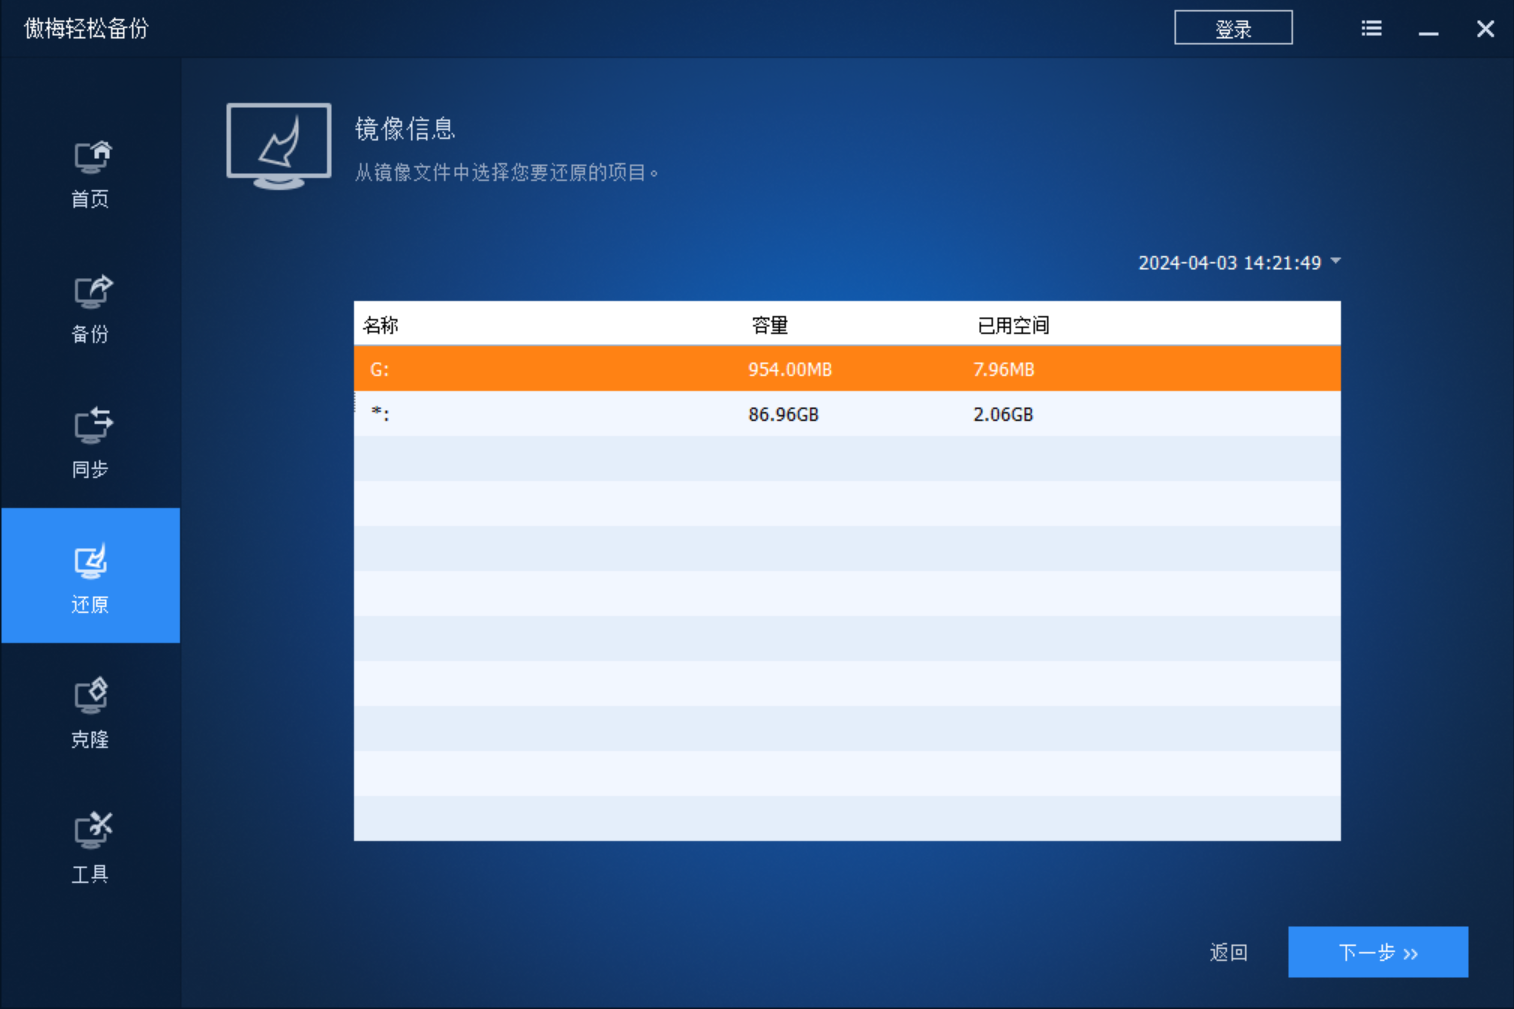 傲梅轻松备份
登录
首页
备份
同步
还原
克隆
工具
镜像信息
从镜像文件中选择您要还原的项目。
2024-04-03 14:21:49
名称 容量 已用空间
G: 954.00MB 7.96MB
*: 86.96GB 2.06GB
返回
下一步 »